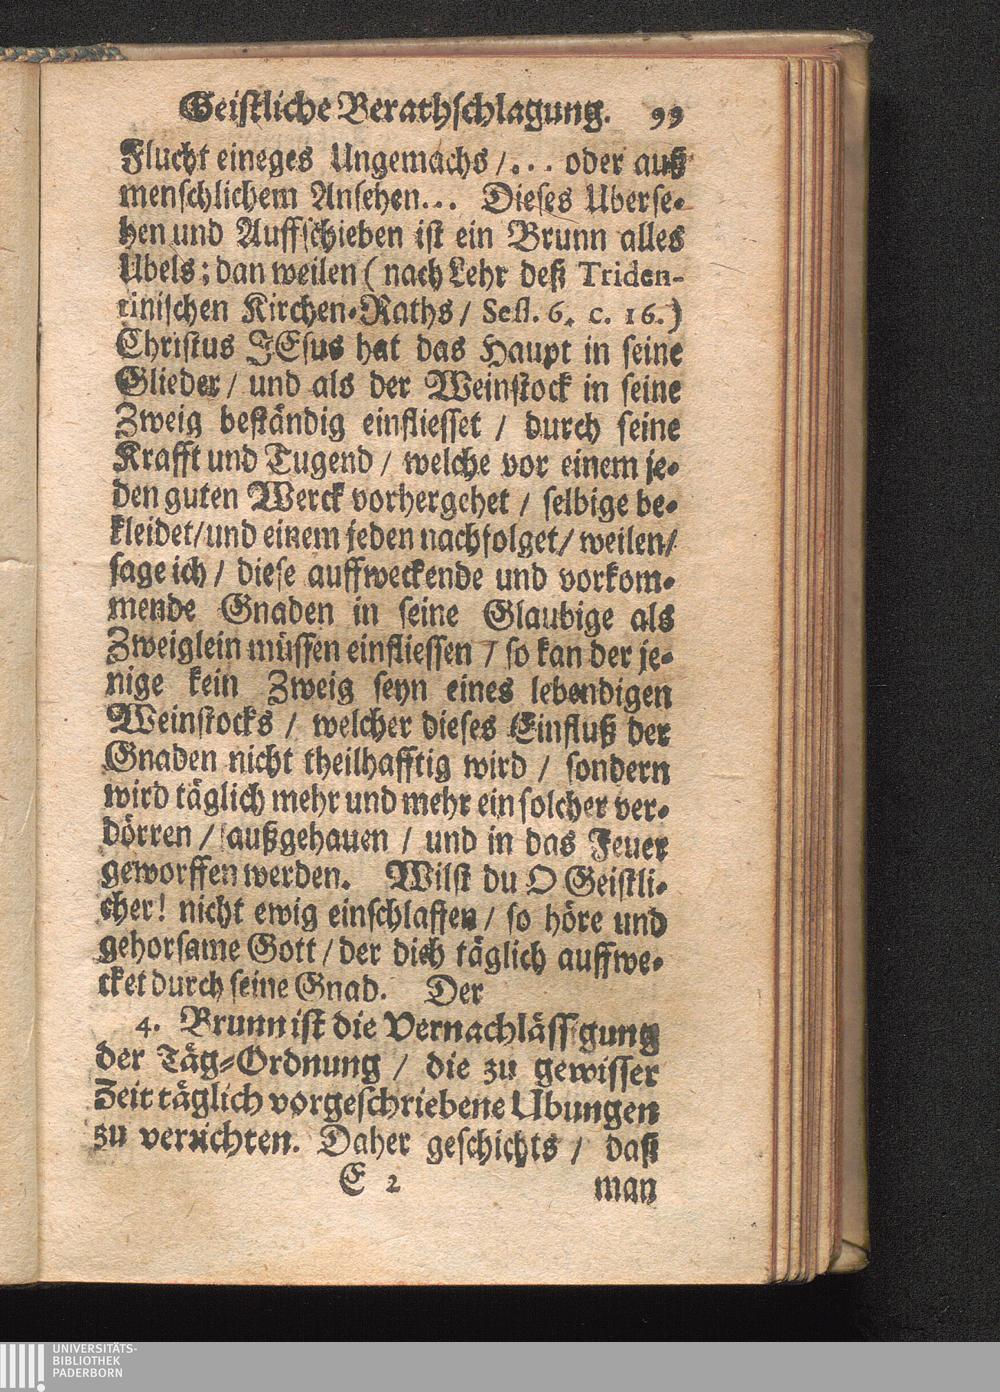 Geistliche Berathschlagung. 99
Flucht eineges Ungemachs /... oder auß
menschlichem Ansehen... Dieses Uberse-
hen und Auffschieben ist ein Brunn alles
Ubels; dan weilen (nach Lehr deß Triden-
tinischen Kirchen-Raths / Sess. 6. c. 16.)
Christus JEsus hat das Haupt in seine
Glieder / und als der Weinstock in seine
Zweig beständig einfliesset / durch seine
Krafft und Tugend / welche vor einem je-
den guten Werck vorhergehet / selbige be-
kleidet/und einem jeden nachfolget/ weilen/
sage ich / diese auffweckende und vorkom-
mende Gnaden in seine Glaubige als
Zweiglein müssen einfliessen / so kan der je-
nige kein Zweig seyn eines lebendigen
Weinstocks / welcher dieses Einfluß der
Gnaden nicht theilhafftig wird / sondern
wird täglich mehr und mehr ein solcher ver-
dörren / außgehauen / und in das Feuer
geworffen werden. Wilst du O Geistli-
cher! nicht ewig einschlaffen / so höre und
gehorsame Gott / der dich täglich auffwe-
cket durch seine Gnad. Der
4. Brunn ist die Vernachlässigung
der Täg-Ordnung / die zu gewisser
Zeit täglich vorgeschriebene Ubungen
zu verrichten. Daher geschichts / daß
E 2 man
UNIVERSITÄTS-
BIBLIOTHEK
PADERBORN